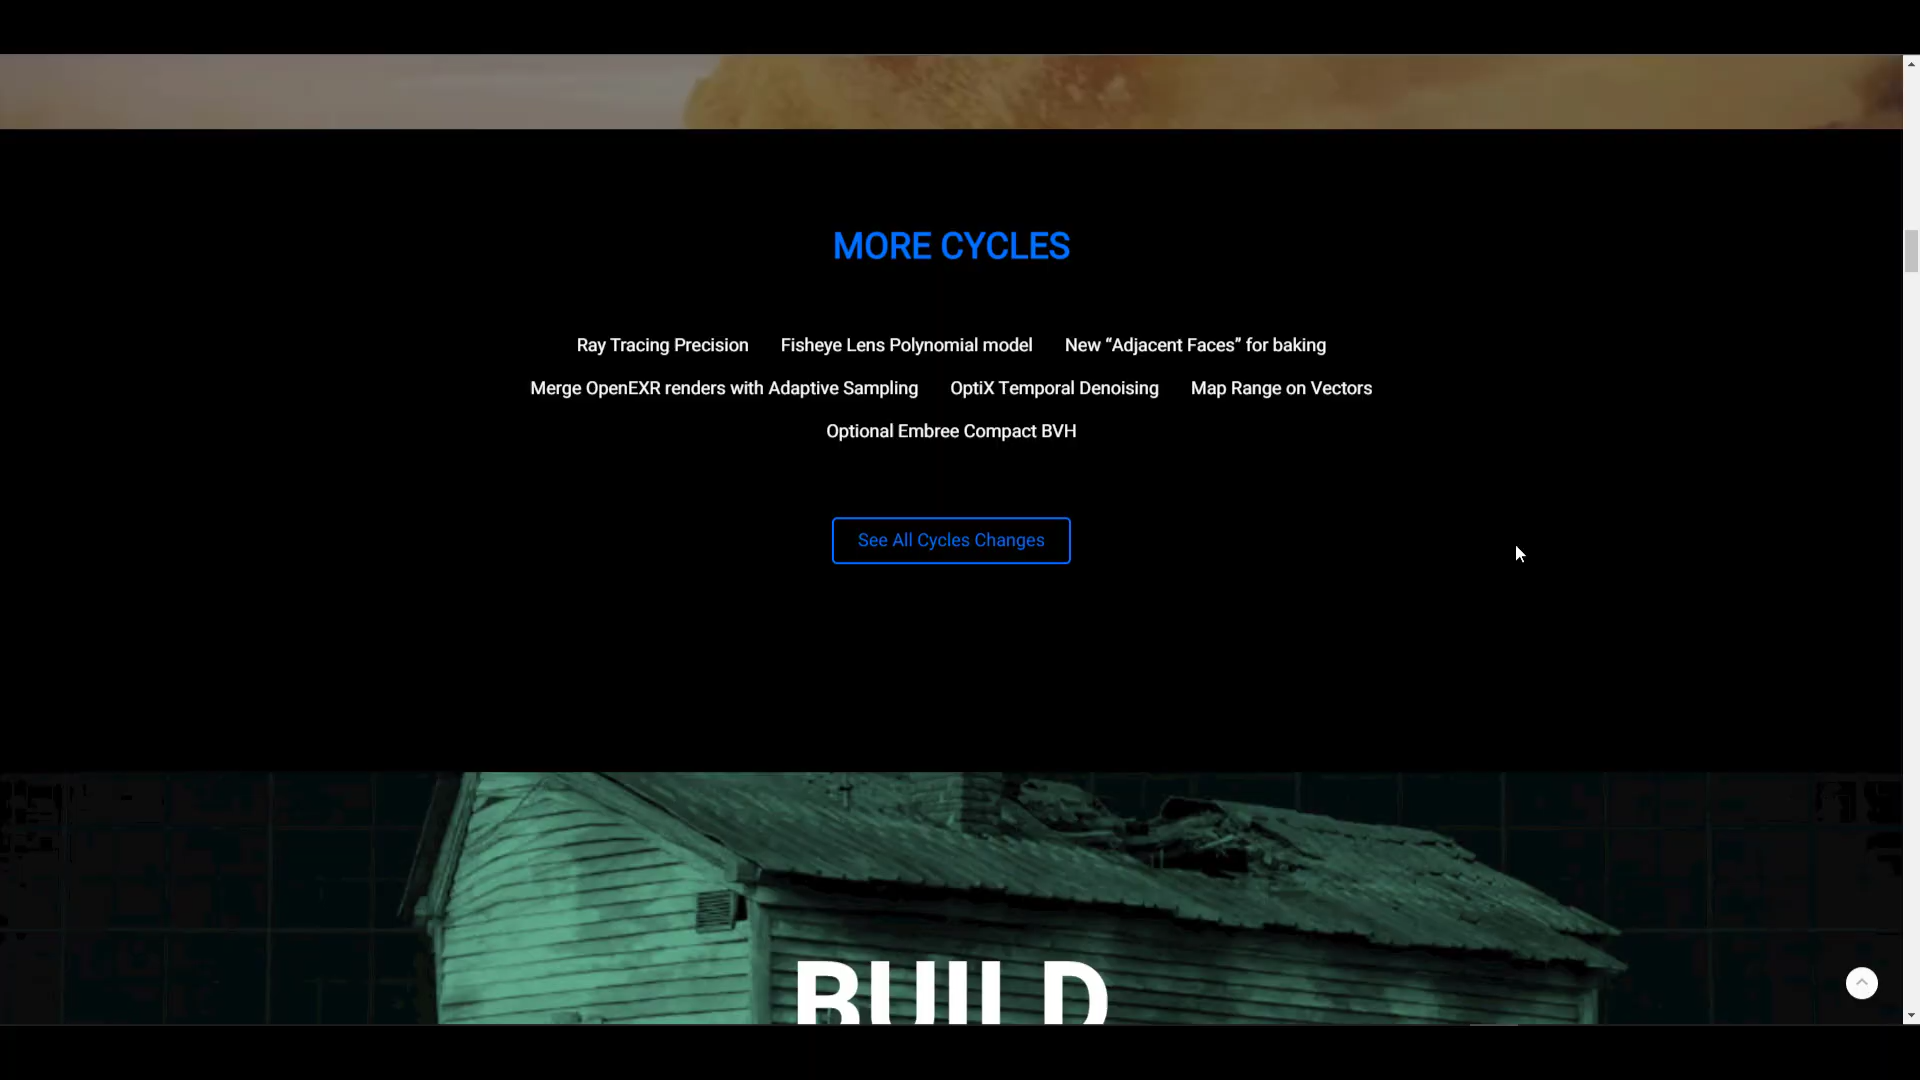 MORE CYCLES
Ray Tracing Precision Fisheye Lens Polynomial model New “Adjacent Faces” for baking
Merge OpenEXR renders with Adaptive Sampling OptiX Temporal Denoising Map Range on Vectors
Optional Embree Compact BVH
See All Cycles Changes
BUILD